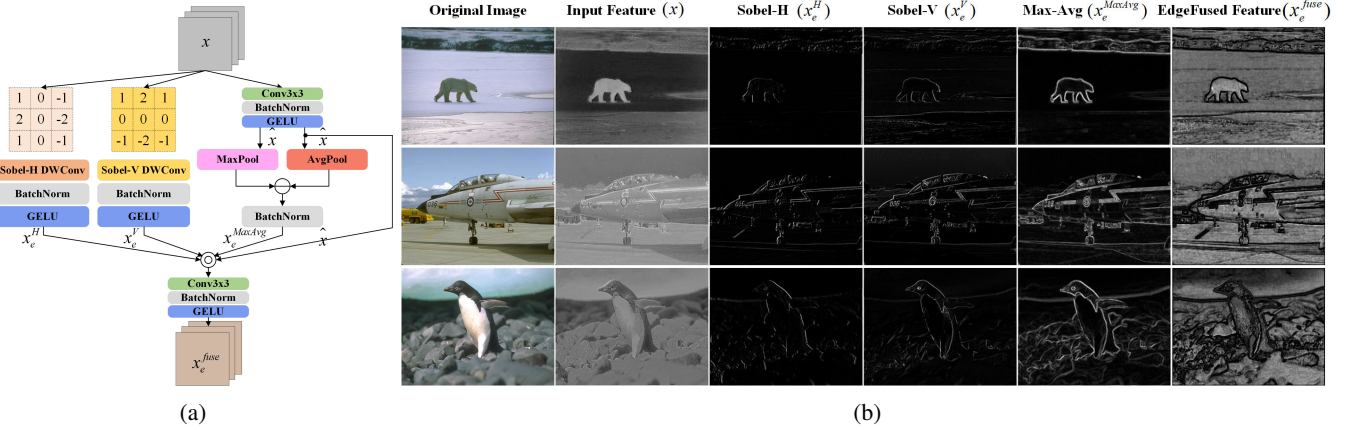 x
1 0 -1
2 0 -2
1 0 -1
1 2 1
0 0 0
-1 -2 -1
Conv3x3
BatchNorm
GELU
x̂ x̂
MaxPool AvgPool
Sobel-H DWConv Sobel-V DWConv
BatchNorm BatchNorm
GELU GELU BatchNorm
x_e^H x_e^V x_e^{MaxAvg} x̂
Conv3x3
BatchNorm
GELU
x_e^{fuse}
(a)
Original Image Input Feature (x) Sobel-H (x_e^H) Sobel-V (x_e^V) Max-Avg (x_e^{MaxAvg}) EdgeFused Feature(x_e^{fuse})
(b)